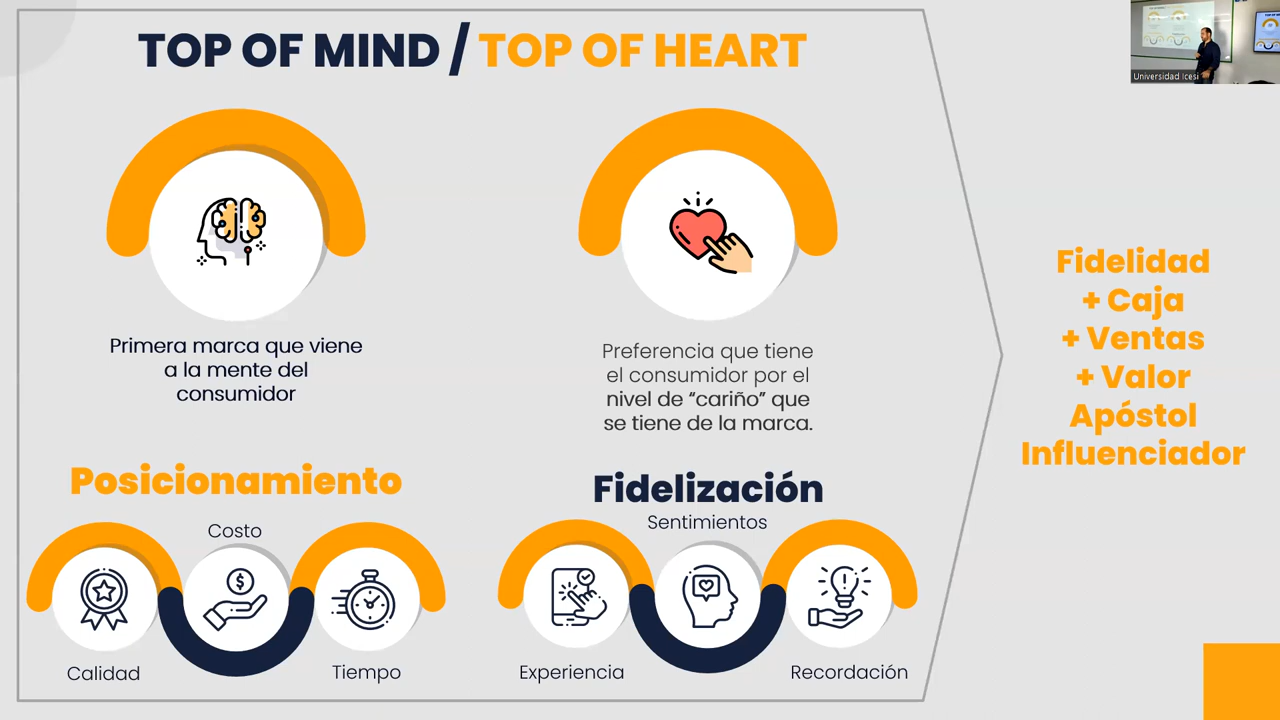 TOP OF MIND / TOP OF HEART
Universidad Icesi
Primera marca que viene
a la mente del
consumidor
Preferencia que tiene
el consumidor por el
nivel de “cariño” que
se tiene de la marca.
Posicionamiento
Costo
Calidad
Tiempo
Fidelización
Sentimientos
Experiencia
Recordación
Fidelidad
+ Caja
+ Ventas
+ Valor
Apóstol
Influenciador